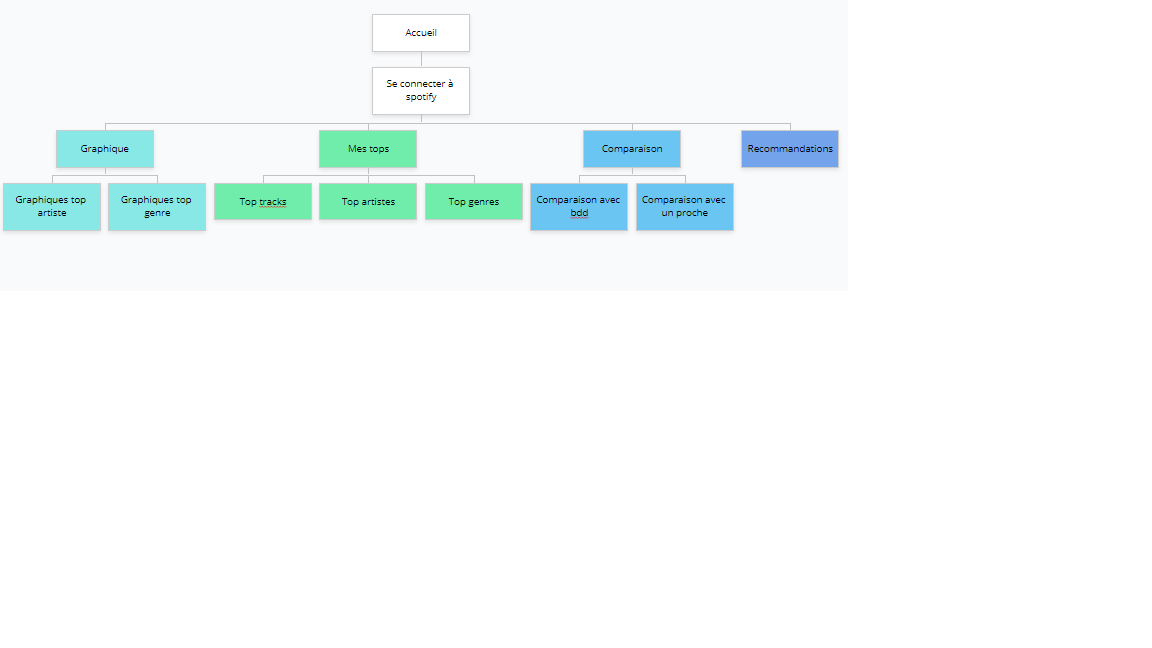 Accueil
Se connecter à
spotify
Graphique
Mes tops
Comparaison
Recommandations
Graphiques top
artiste
Graphiques top
genre
Top tracks
Top artistes
Top genres
Comparaison avec
bdd
Comparaison avec
un proche